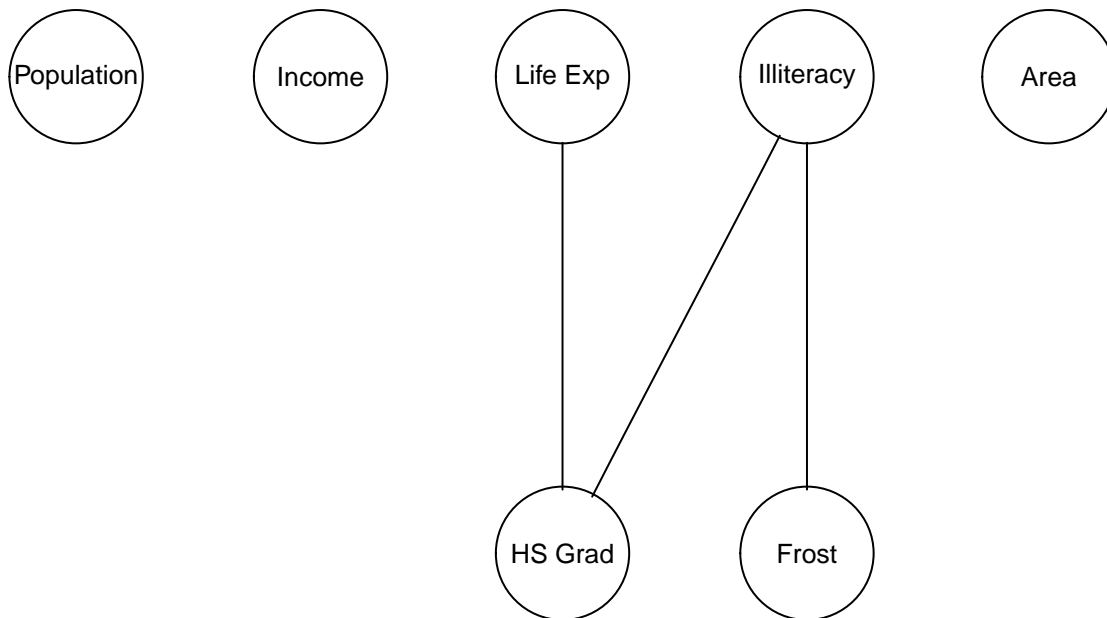 Population
Income
Life Exp
Illiteracy
Area
HS Grad
Frost